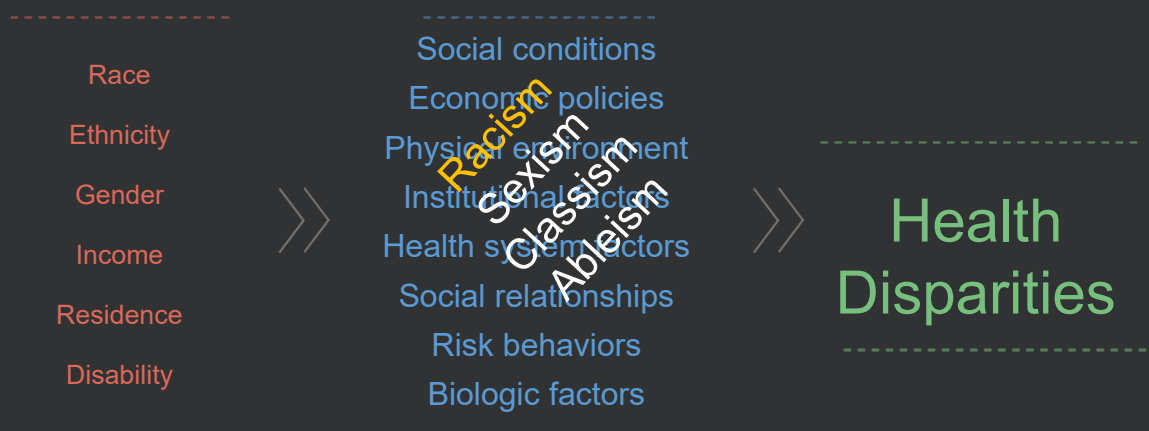 Race
Ethnicity
Gender
Income
Residence
Disability
Social conditions
Economic policies
Physical environment
Institutional factors
Health system factors
Social relationships
Risk behaviors
Biologic factors
Racism
Sexism
Classism
Ableism
Health
Disparities